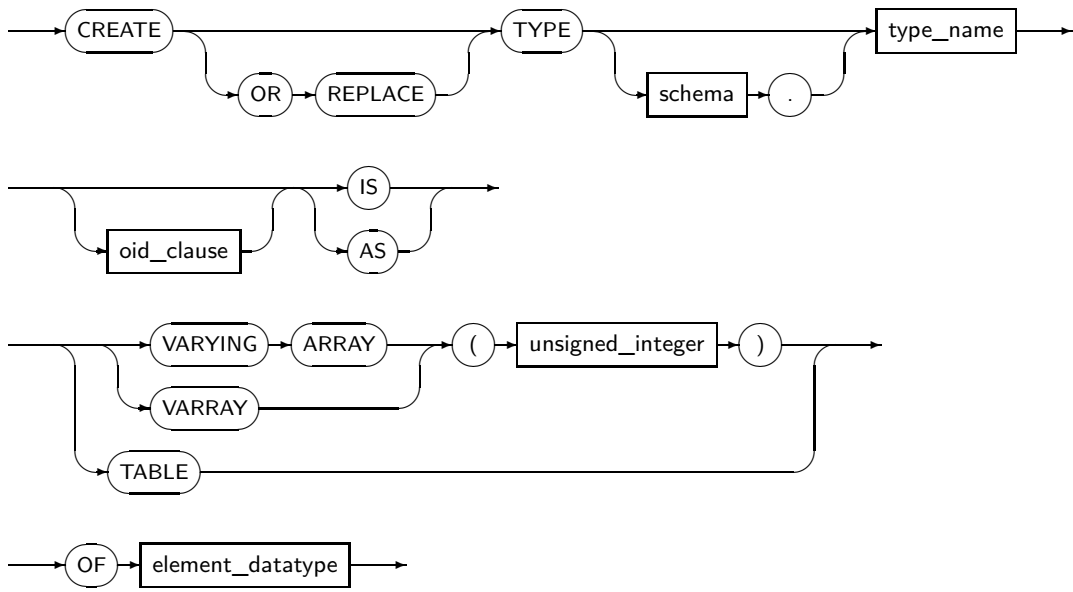 CREATE TYPE type_name
OR REPLACE schema .
IS
oid_clause AS
VARYING ARRAY ( unsigned_integer )
VARRAY
TABLE
OF element_datatype